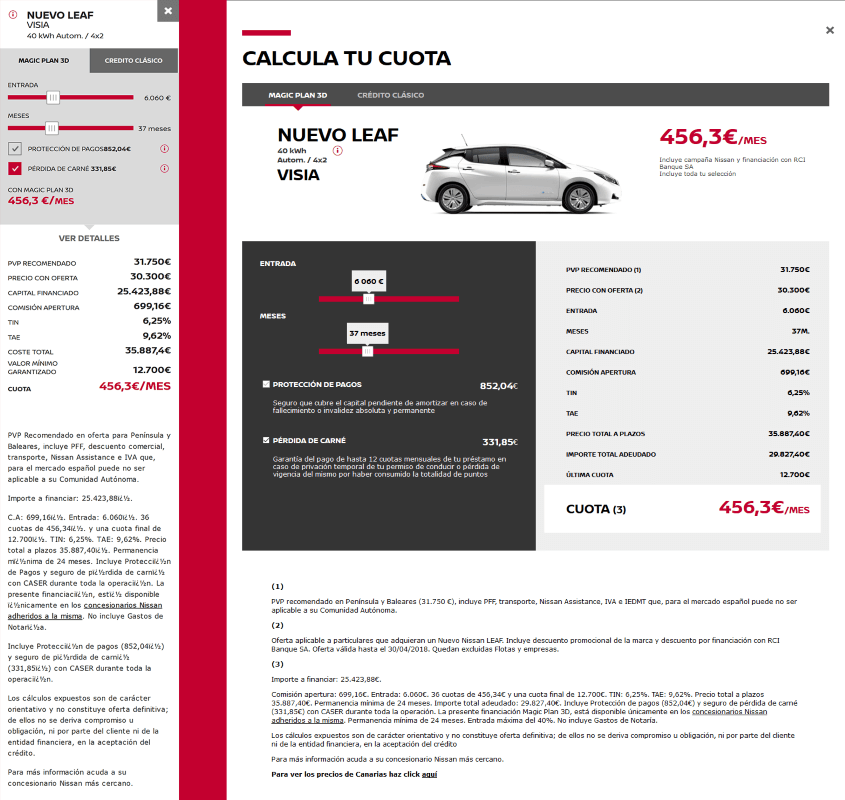 NUEVO LEAF
VISIA
40 kWh Autom. / 4x2
MAGIC PLAN 3D
CREDITO CLÁSICO
ENTRADA
6.060 €
MESES
37 meses
PROTECCIÓN DE PAGOS852,04€
PÉRDIDA DE CARNÉ 331,85€
CON MAGIC PLAN 3D
456,3 €/MES
VER DETALLES
PVP RECOMENDADO 31.750€
PRECIO CON OFERTA 30.300€
CAPITAL FINANCIADO 25.423,88€
COMISIÓN APERTURA 699,16€
TIN 6,25%
TAE 9,62%
COSTE TOTAL 35.887,4€
VALOR MÍNIMO
GARANTIZADO 12.700€
CUOTA 456,3€/MES
PVP Recomendado en oferta para Península y
Baleares, incluye PFF, descuento comercial,
transporte, Nissan Assistance e IVA que,
para el mercado español puede no ser
aplicable a su Comunidad Autónoma.
Importe a financiar: 25.423,88ï¿½.
C.A: 699,16ï¿½. Entrada: 6.060ï¿½. 36
cuotas de 456,34ï¿½. y una cuota final de
12.700ï¿½. TIN: 6,25%. TAE: 9,62%. Precio
total a plazos 35.887,40ï¿½. Permanencia
mï¿½nima de 24 meses. Incluye Protecciï¿½n
de Pagos y seguro de pï¿½rdida de carnï¿½
con CASER durante toda la operaciï¿½n. La
presente financiaciï¿½n, estï¿½ disponible
ï¿½nicamente en los concesionarios Nissan
adheridos a la misma. No incluye Gastos de
Notarï¿½a.
Incluye Protecciï¿½n de pagos (852,04ï¿½)
y seguro de pï¿½rdida de carnï¿½
(331,85ï¿½) con CASER durante toda la
operaciï¿½n.
Los cálculos expuestos son de carácter
orientativo y no constituye oferta definitiva;
de ellos no se deriva compromiso u
obligación, ni por parte del cliente ni de la
entidad financiera, en la aceptación del
crédito.
Para más información acuda a su
concesionario Nissan más cercano.
CALCULA TU CUOTA
MAGIC PLAN 3D
CRÉDITO CLÁSICO
NUEVO LEAF
40 kWh
Autom. / 4x2
VISIA
456,3€/MES
Incluye campaña Nissan y financiación con RCI
Banque SA
Incluye toda tu selección
ENTRADA
6 060 €
MESES
37 meses
PROTECCIÓN DE PAGOS 852,04€
Seguro que cubre el capital pendiente de amortizar en caso de
fallecimiento o invalidez absoluta y permanente
PÉRDIDA DE CARNÉ 331,85€
Garantía del pago de hasta 12 cuotas mensuales de tu préstamo en
caso de privación temporal de tu permiso de conducir o pérdida de
vigencia del mismo por haber consumido la totalidad de puntos
PVP RECOMENDADO (1) 31.750€
PRECIO CON OFERTA (2) 30.300€
ENTRADA 6.060€
MESES 37M.
CAPITAL FINANCIADO 25.423,88€
COMISIÓN APERTURA 699,16€
TIN 6,25%
TAE 9,62%
PRECIO TOTAL A PLAZOS 35.887,40€
IMPORTE TOTAL ADEUDADO 29.827,40€
ÚLTIMA CUOTA 12.700€
CUOTA (3) 456,3€/MES
(1)
PVP recomendado en Península y Baleares (31.750 €), incluye PFF, transporte, Nissan Assistance, IVA e IEDMT que, para el mercado español puede no ser
aplicable a su Comunidad Autónoma.
(2)
Oferta aplicable a particulares que adquieran un Nuevo Nissan LEAF. Incluye descuento promocional de la marca y descuento por financiación con RCI
Banque SA. Oferta válida hasta el 30/04/2018. Quedan excluidas Flotas y empresas.
(3)
Importe a financiar: 25.423,88€.
Comisión apertura: 699,16€. Entrada: 6.060€. 36 cuotas de 456,34€ y una cuota final de 12.700€. TIN: 6,25%. TAE: 9,62%. Precio total a plazos
35.887,40€. Permanencia mínima de 24 meses. Importe total adeudado: 29.827,40€. Incluye Protección de pagos (852,04€) y seguro de pérdida de carné
(331,85€) con CASER durante toda la operación. La presente financiación Magic Plan 3D, está disponible únicamente en los concesionarios Nissan
adheridos a la misma. Permanencia mínima de 24 meses. Entrada máxima del 40%. No incluye Gastos de Notaría.
Los cálculos expuestos son de carácter orientativo y no constituye oferta definitiva; de ellos no se deriva compromiso u obligación, ni por parte del cliente
ni de la entidad financiera, en la aceptación del crédito
Para más información acuda a su concesionario Nissan más cercano.
Para ver los precios de Canarias haz click aquí